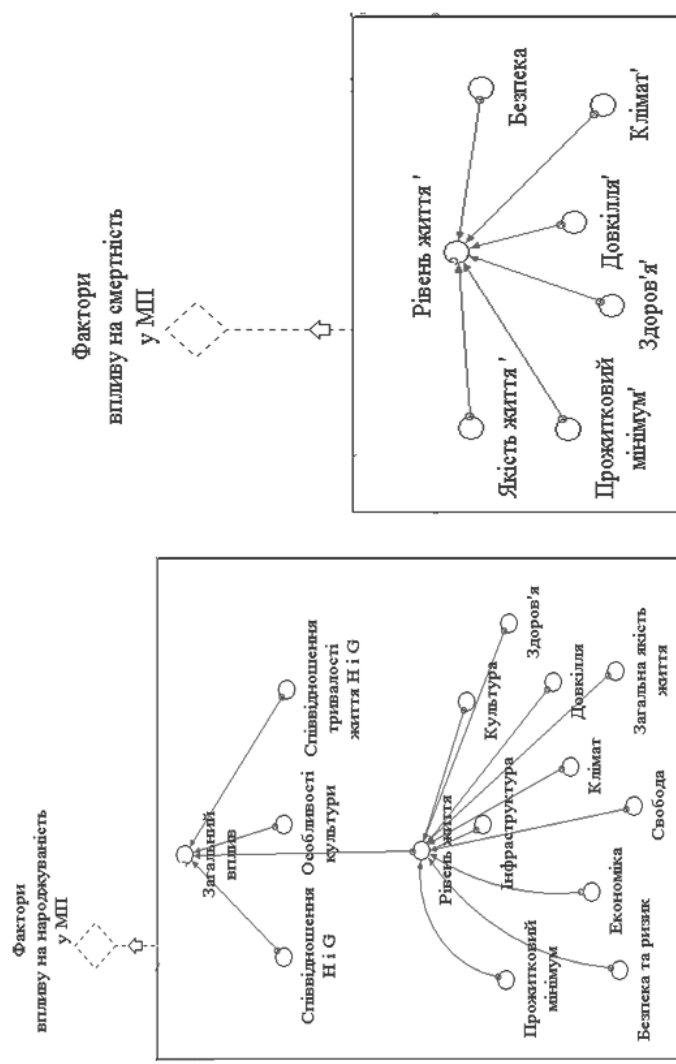 Фактори
впливу на народжуваність
у МП
Загальний
вплив
Співвідношення
Н і G
Особливості
культури
Співвідношення
тривалості
життя Н і G
Рівень життя
Прожитковий
мінімум
Безпека та ризик
Економіка
Інфраструктура
Свобода
Клімат
Культура
Довкілля
Загальна якість
життя
Здоров'я
Фактори
впливу на смертність
у МП
Рівень життя '
Якість життя '
Прожитковий
мінімум'
Здоров'я'
Довкілля'
Клімат'
Безпека